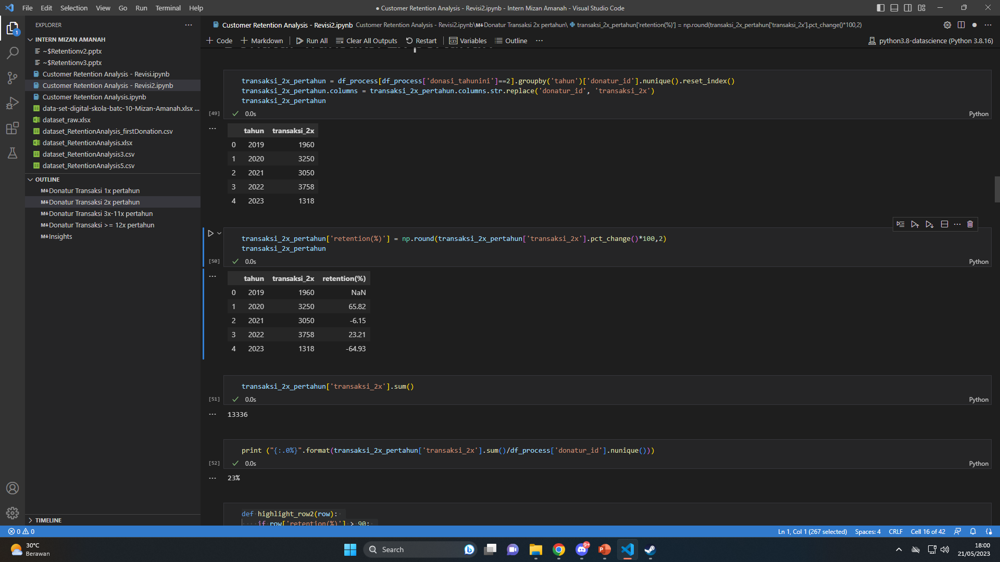 File Edit Selection View Go Run Terminal Help
● Customer Retention Analysis - Revisi2.ipynb - Intern Mizan Amanah - Visual Studio Code
EXPLORER
INTERN MIZAN AMANAH
~$Retentionv2.pptx
~$Retentionv3.pptx
Customer Retention Analysis - Revisi.ipynb
Customer Retention Analysis - Revisi2.ipynb
Customer Retention Analysis.ipynb
data-set-digital-skola-batc-10-Mizan-Amanah.xlsx ...
dataset_raw.xlsx
dataset_RetentionAnalysis_firstDonation.csv
dataset_RetentionAnalysis.xlsx
dataset_RetentionAnalysis3.csv
dataset_RetentionAnalysis5.csv
OUTLINE
M↓Donatur Transaksi 1x pertahun
M↓Donatur Transaksi 2x pertahun
M↓Donatur Transaksi 3x-11x pertahun
M↓Donatur Transaksi >= 12x pertahun
M↓Insights
TIMELINE
1
Customer Retention Analysis - Revisi2.ipynb Customer Retention Analysis - Revisi2.ipynb\M↓Donatur Transaksi 2x pertahun\ transaksi_2x_pertahun['retention(%)'] = np.round(transaksi_2x_pertahun['transaksi_2x'].pct_change()*100,2)
+ Code + Markdown Run All Clear All Outputs Restart Variables Outline ...
python3.8-datascience (Python 3.8.16)
transaksi_2x_pertahun = df_process[df_process['donasi_tahunini']==2].groupby('tahun')['donatur_id'].nunique().reset_index()
transaksi_2x_pertahun.columns = transaksi_2x_pertahun.columns.str.replace('donatur_id', 'transaksi_2x')
transaksi_2x_pertahun
[49] ✓ 0.0s Python
tahun transaksi_2x
0 2019 1960
1 2020 3250
2 2021 3050
3 2022 3758
4 2023 1318
transaksi_2x_pertahun['retention(%)'] = np.round(transaksi_2x_pertahun['transaksi_2x'].pct_change()*100,2)
transaksi_2x_pertahun
[50] ✓ 0.0s Python
tahun transaksi_2x retention(%)
0 2019 1960 NaN
1 2020 3250 65.82
2 2021 3050 -6.15
3 2022 3758 23.21
4 2023 1318 -64.93
transaksi_2x_pertahun['transaksi_2x'].sum()
[51] ✓ 0.0s Python
13336
print ("{:.0%}".format(transaksi_2x_pertahun['transaksi_2x'].sum()/df_process['donatur_id'].nunique()))
[52] ✓ 0.0s Python
23%
def highlight_row2(row):
if row['retention(%)'] > 90:
0 0
Ln 1, Col 1 (267 selected) Spaces: 4 CRLF Cell 16 of 42
30°C
Berawan
Search
9+
18:00
21/05/2023